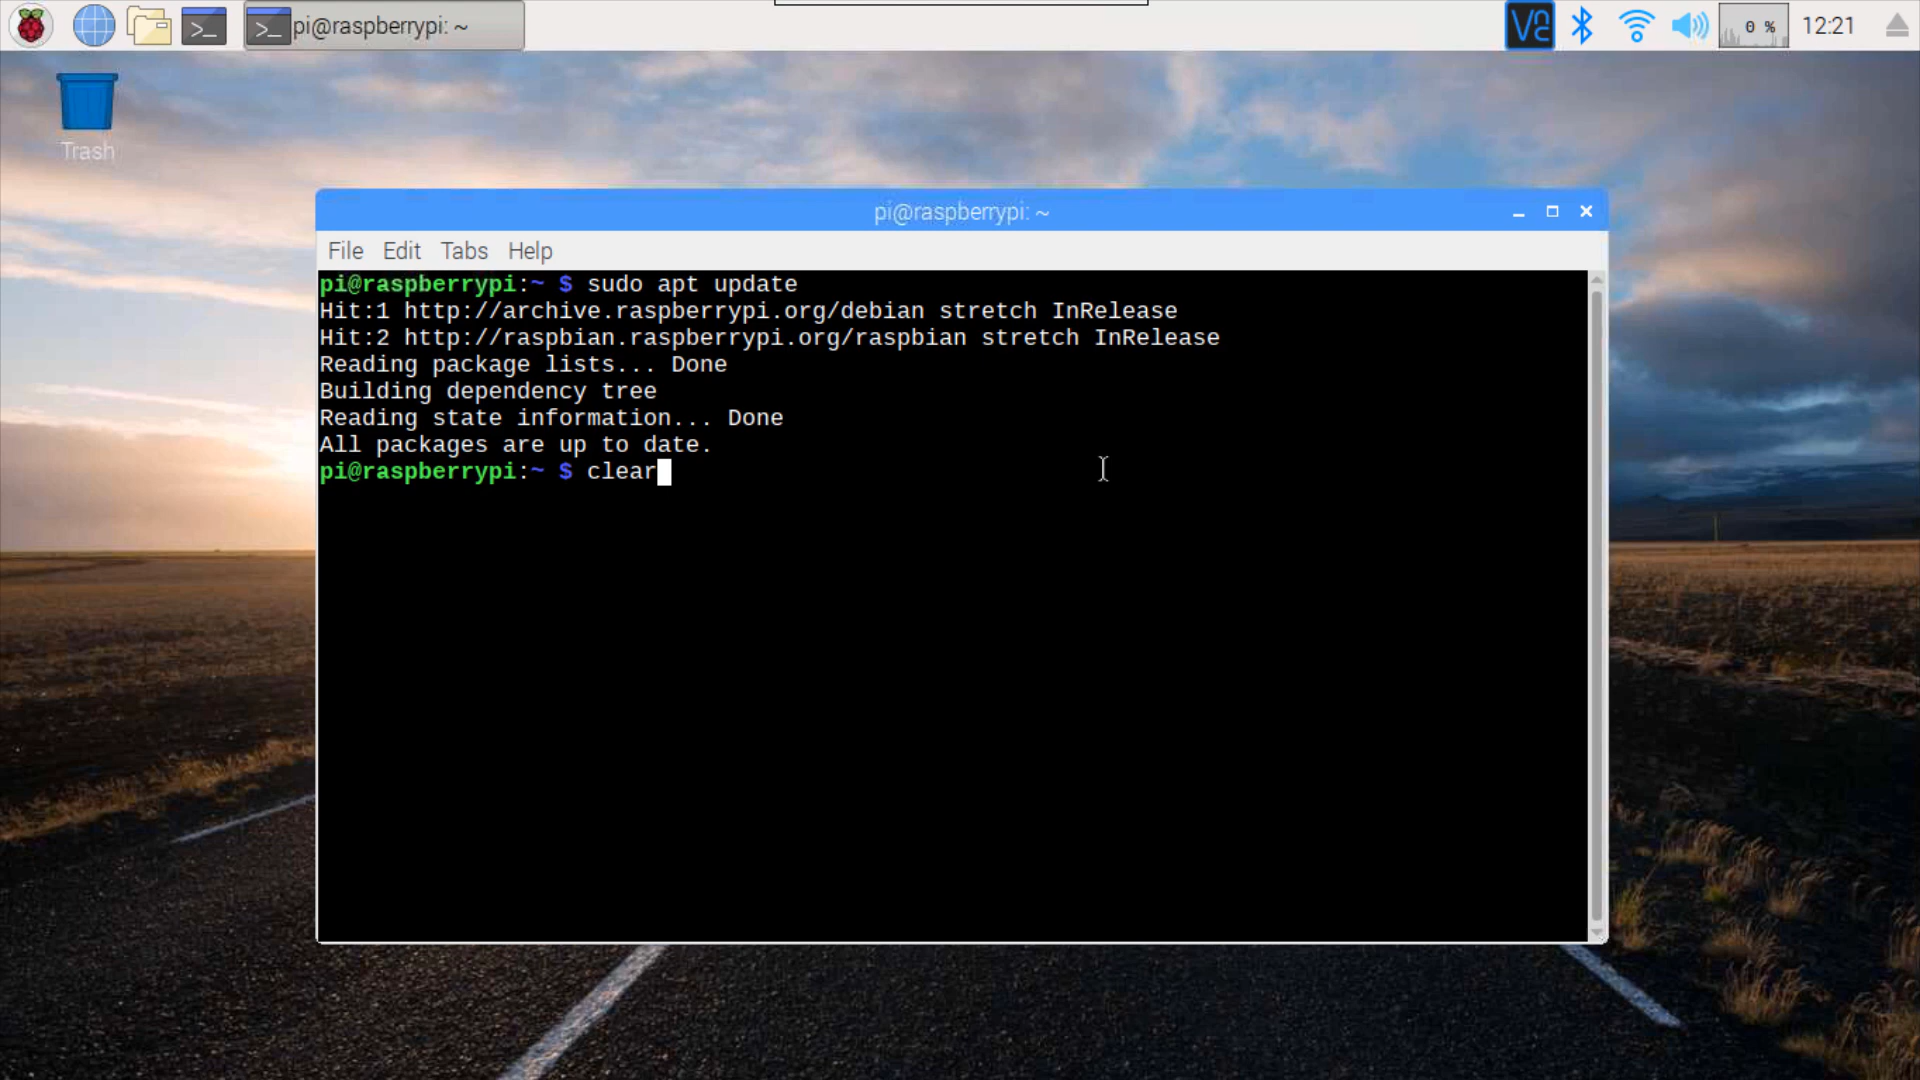 pi@raspberrypi: ~
0 %
12:21
Trash
pi@raspberrypi: ~
File Edit Tabs Help
pi@raspberrypi:~ $ sudo apt update
Hit:1 http://archive.raspberrypi.org/debian stretch InRelease
Hit:2 http://raspbian.raspberrypi.org/raspbian stretch InRelease
Reading package lists... Done
Building dependency tree
Reading state information... Done
All packages are up to date.
pi@raspberrypi:~ $ clear